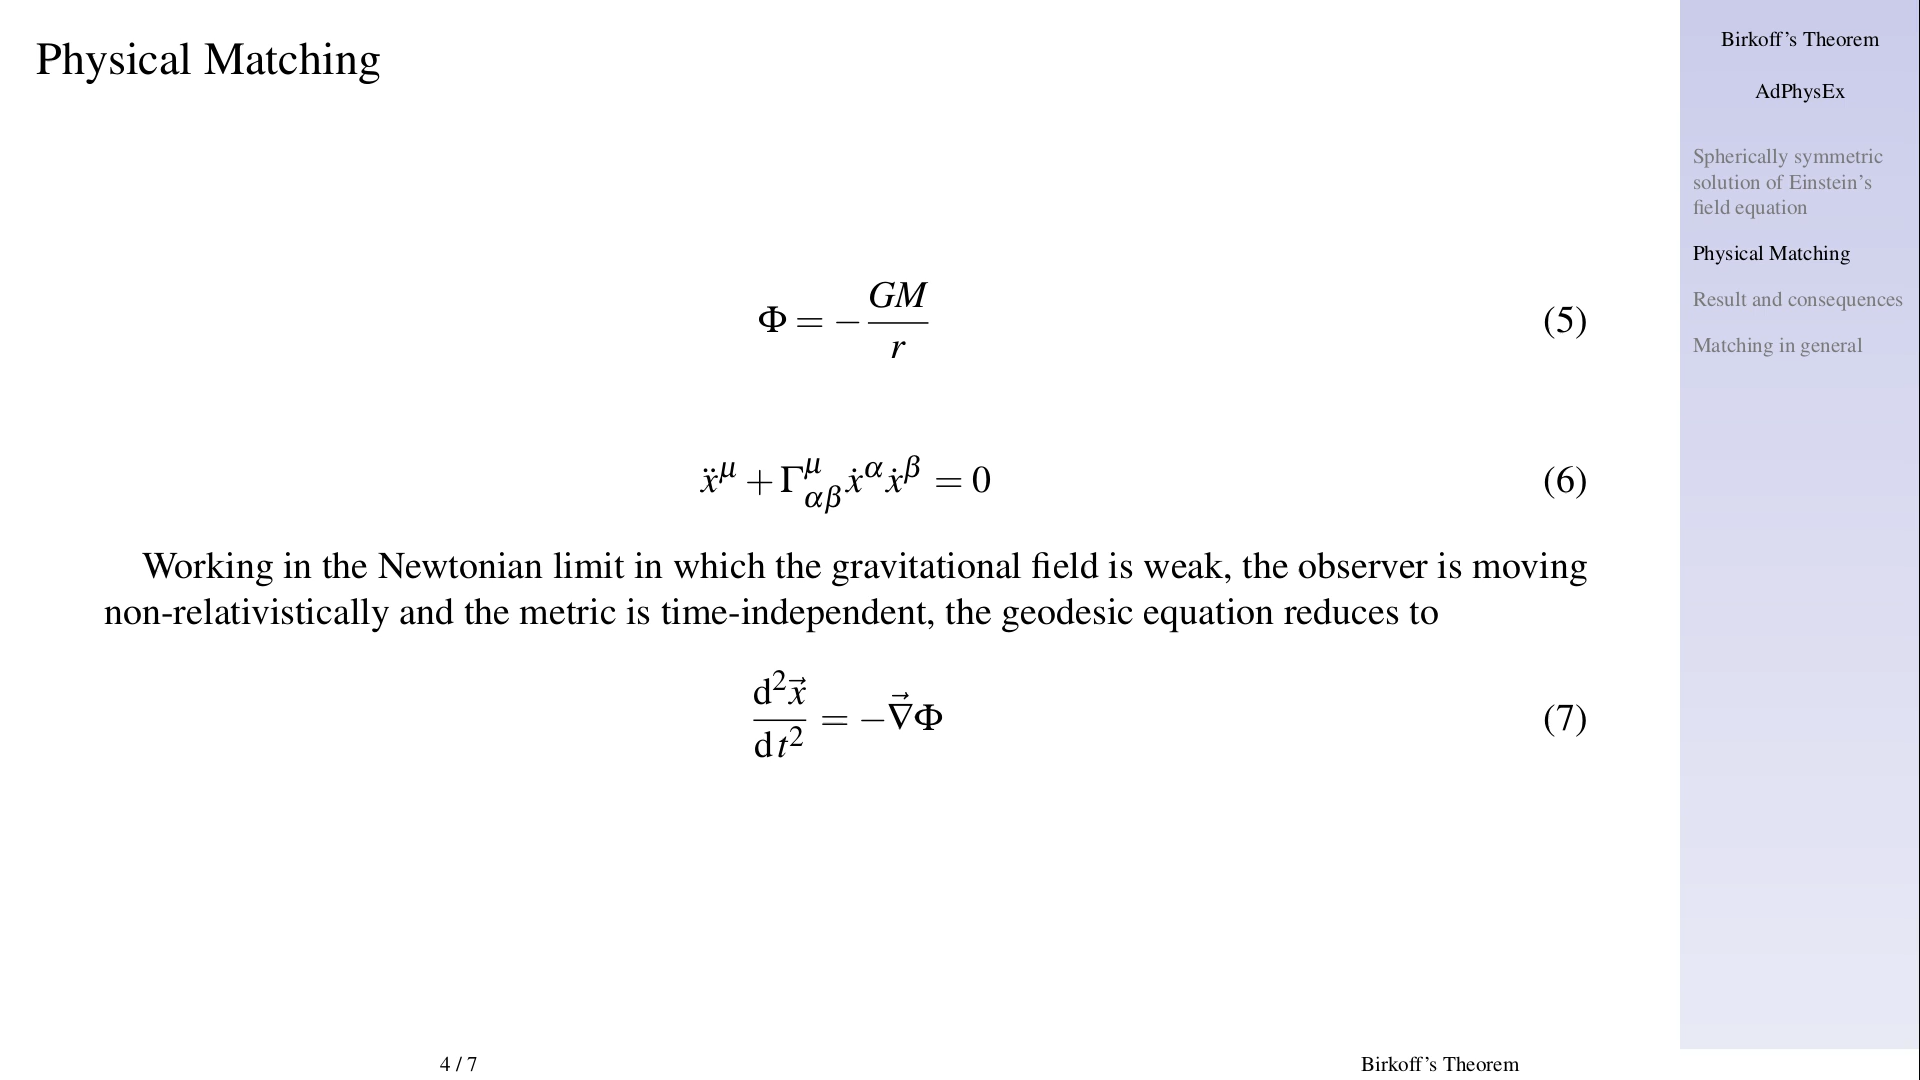 Physical Matching
Φ = − GM / r (5)
ẍ^μ + Γ^μ_αβ ẋ^α ẋ^β = 0 (6)
Working in the Newtonian limit in which the gravitational field is weak, the observer is moving
non-relativistically and the metric is time-independent, the geodesic equation reduces to
d²x⃗ / dt² = −∇⃗Φ (7)
Birkoff’s Theorem
AdPhysEx
Spherically symmetric
solution of Einstein’s
field equation
Physical Matching
Result and consequences
Matching in general
4 / 7
Birkoff’s Theorem